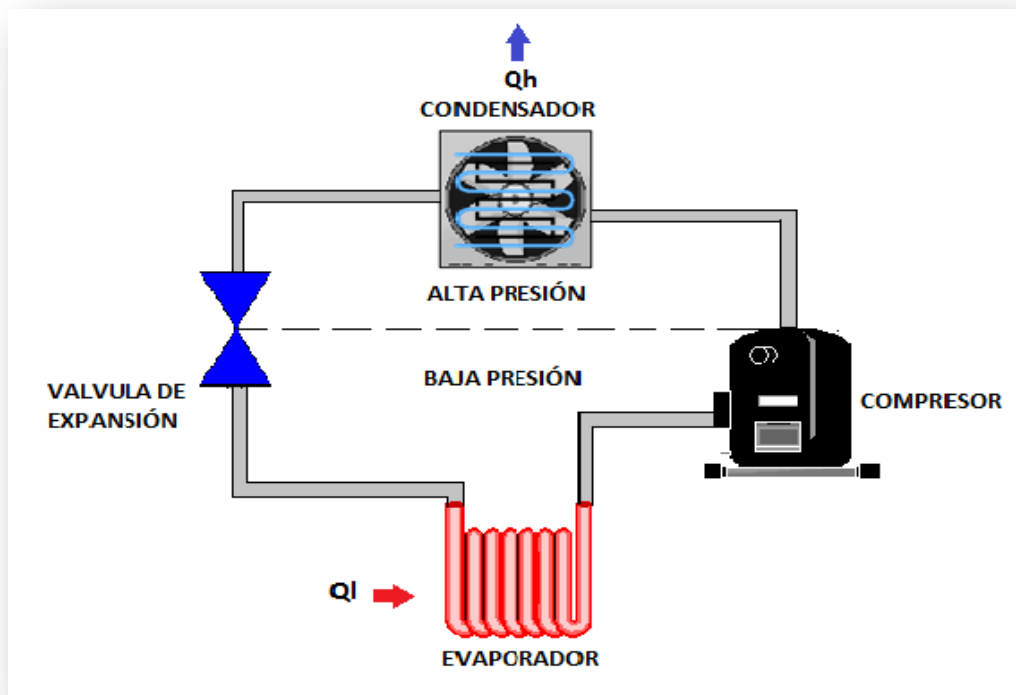 Qh
CONDENSADOR
ALTA PRESIÓN
BAJA PRESIÓN
VALVULA DE
EXPANSIÓN
COMPRESOR
Ql
EVAPORADOR